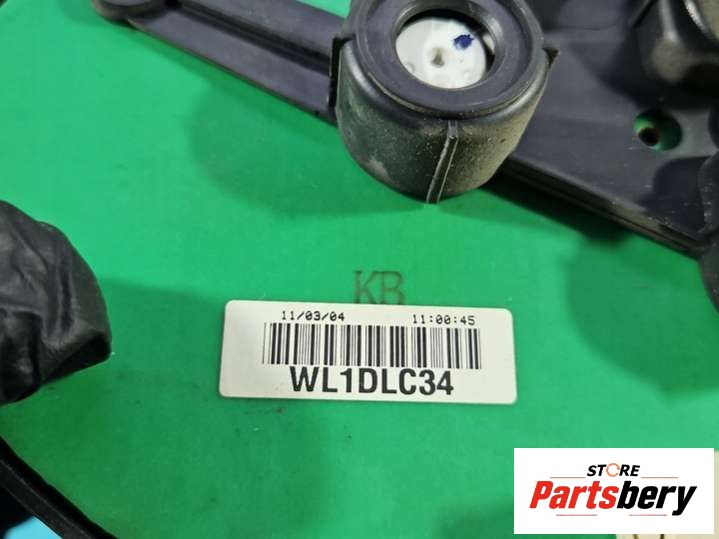 KB
11/03/04 11:00:45
WL1DLC34
STORE
Partsbery